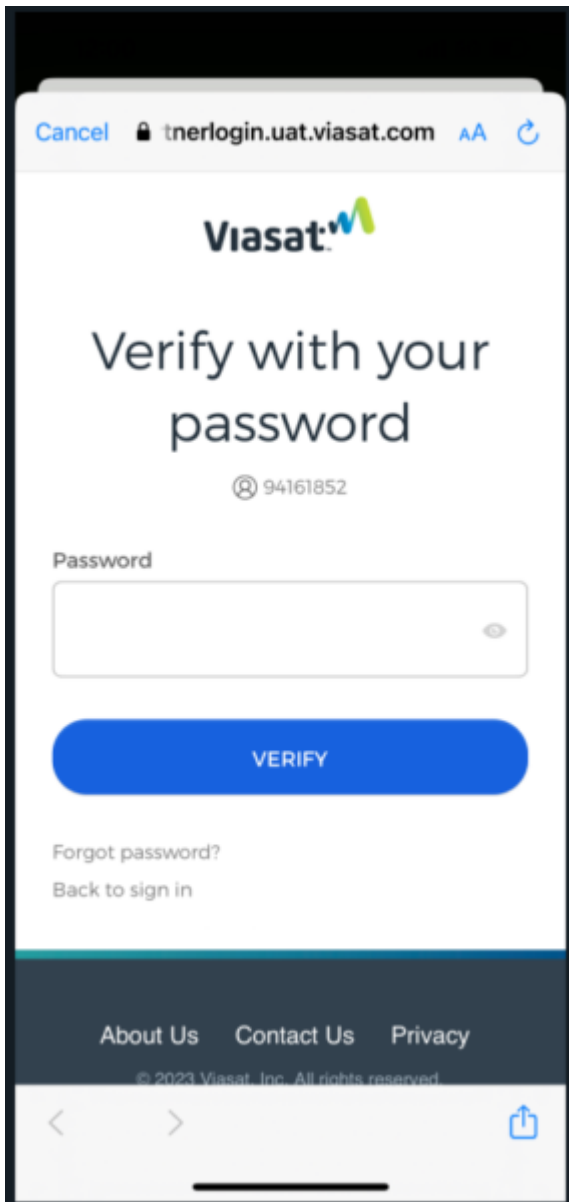 Cancel tnerlogin.uat.viasat.com AA
Viasat™
Verify with your
password
94161852
Password
VERIFY
Forgot password?
Back to sign in
About Us Contact Us Privacy
© 2023 Viasat, Inc. All rights reserved.